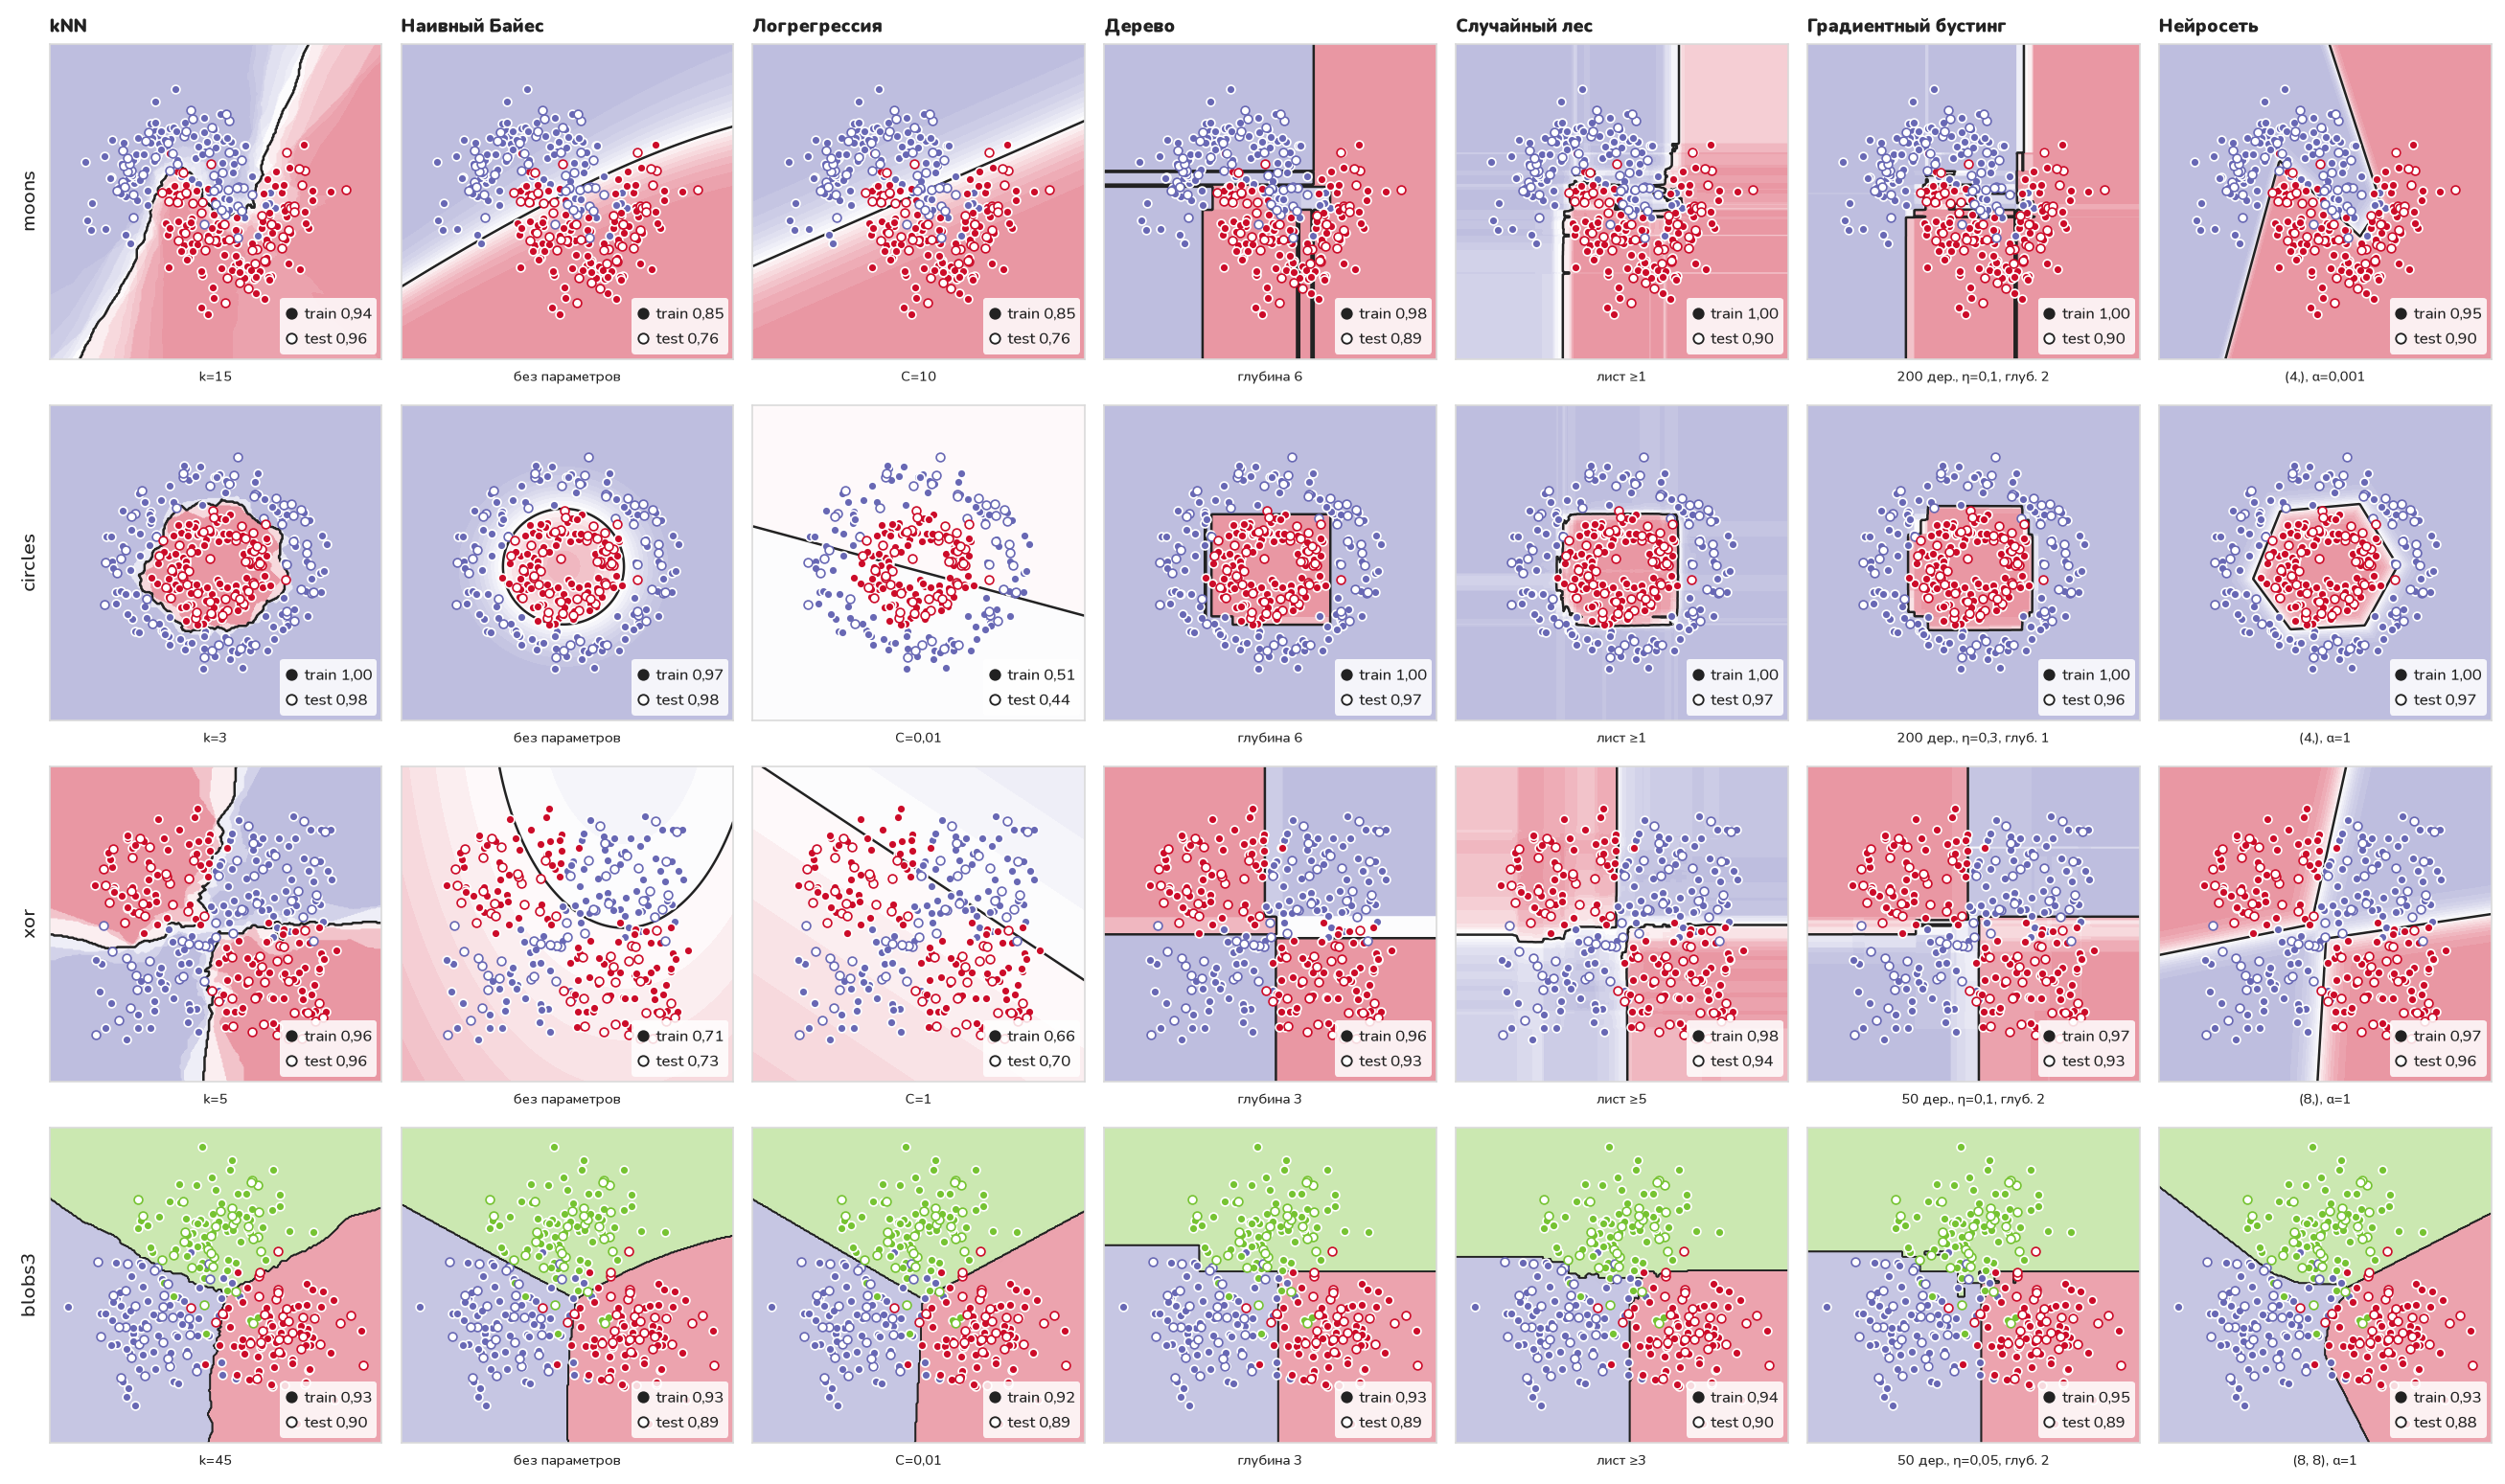 kNN
Наивный Байес
Логрегрессия
Дерево
Случайный лес
Градиентный бустинг
Нейросеть
moons
train 0,94
test 0,96
train 0,85
test 0,76
train 0,85
test 0,76
train 0,98
test 0,89
train 1,00
test 0,90
train 1,00
test 0,90
train 0,95
test 0,90
k=15
без параметров
C=10
глубина 6
лист ≥1
200 дер., η=0,1, глуб. 2
(4,), α=0,001
circles
train 1,00
test 0,98
train 0,97
test 0,98
train 0,51
test 0,44
train 1,00
test 0,97
train 1,00
test 0,97
train 1,00
test 0,96
train 1,00
test 0,97
k=3
без параметров
C=0,01
глубина 6
лист ≥1
200 дер., η=0,3, глуб. 1
(4,), α=1
xor
train 0,96
test 0,96
train 0,71
test 0,73
train 0,66
test 0,70
train 0,96
test 0,93
train 0,98
test 0,94
train 0,97
test 0,93
train 0,97
test 0,96
k=5
без параметров
C=1
глубина 3
лист ≥5
50 дер., η=0,1, глуб. 2
(8,), α=1
blobs3
train 0,93
test 0,90
train 0,93
test 0,89
train 0,92
test 0,89
train 0,93
test 0,89
train 0,94
test 0,90
train 0,95
test 0,89
train 0,93
test 0,88
k=45
без параметров
C=0,01
глубина 3
лист ≥3
50 дер., η=0,05, глуб. 2
(8, 8), α=1